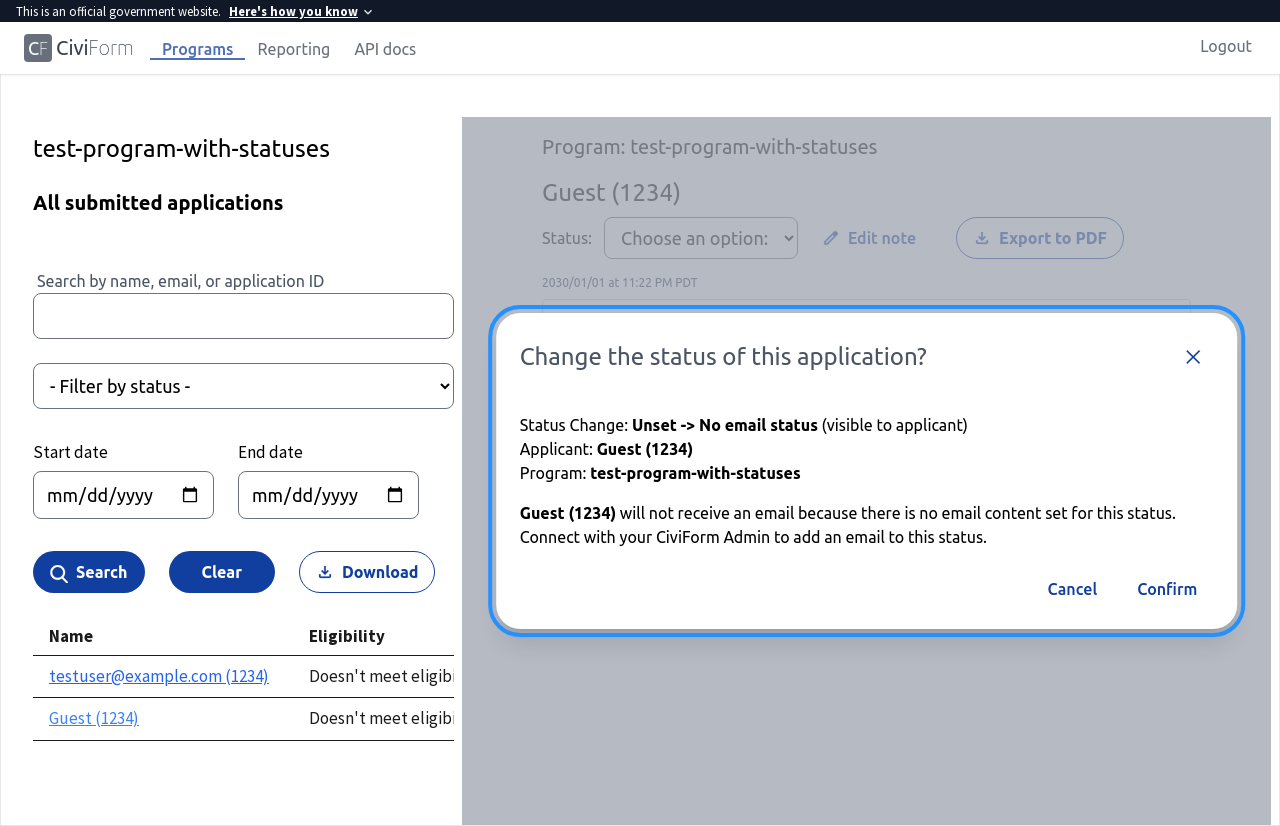 This is an official government website. Here's how you know
CF CiviForm Programs Reporting API docs Logout
test-program-with-statuses
All submitted applications
Search by name, email, or application ID
- Filter by status -
Start date End date
mm/dd/yyyy mm/dd/yyyy
Search Clear Download
Name Eligibility
testuser@example.com (1234) Doesn't meet eligibi
Guest (1234) Doesn't meet eligibi
Program: test-program-with-statuses
Guest (1234)
Status: Choose an option: Edit note Export to PDF
2030/01/01 at 11:22 PM PDT
Change the status of this application?
Status Change: Unset -> No email status (visible to applicant)
Applicant: Guest (1234)
Program: test-program-with-statuses
Guest (1234) will not receive an email because there is no email content set for this status.
Connect with your CiviForm Admin to add an email to this status.
Cancel Confirm